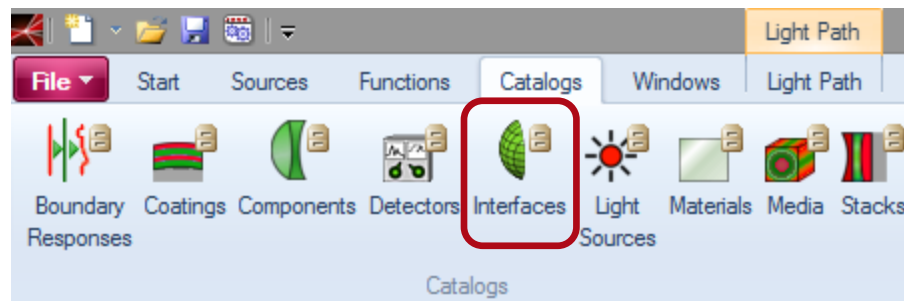 Light Path
File Start Sources Functions Catalogs Windows Light Path
Boundary Responses Coatings Components Detectors Interfaces Light Sources Materials Media Stacks
Catalogs